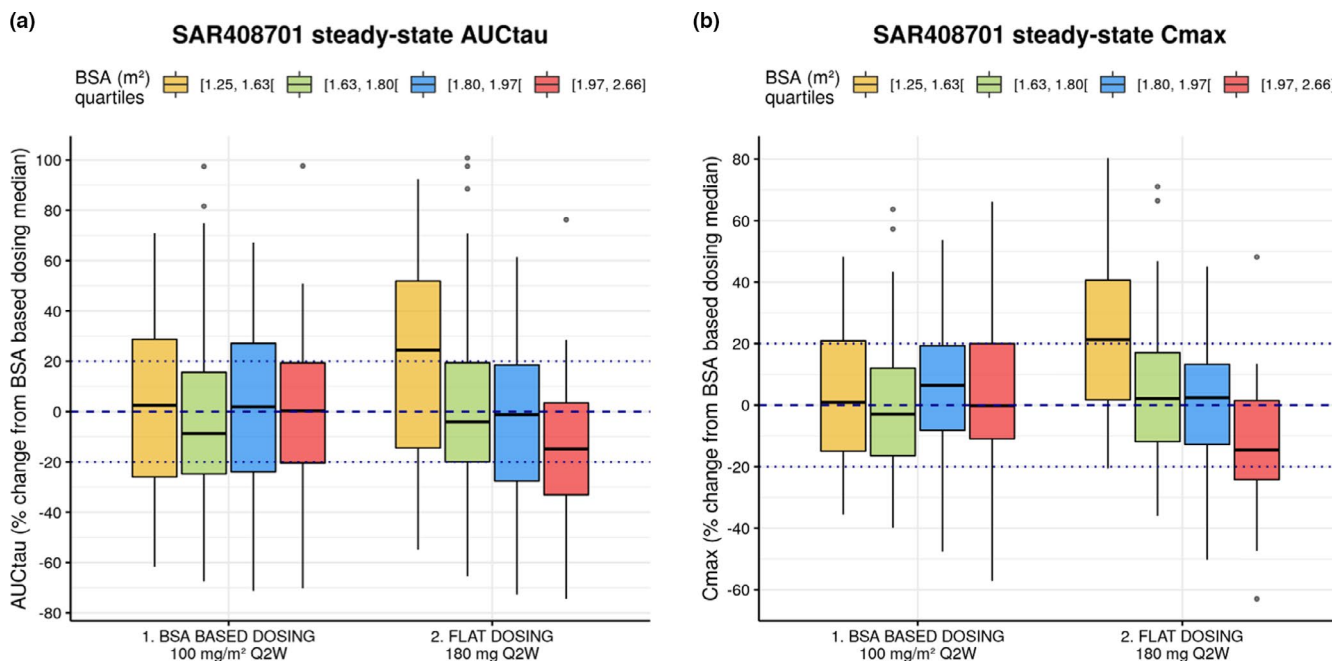 (a)
SAR408701 steady-state AUCtau
BSA (m²)
quartiles
[1.25, 1.63[
[1.63, 1.80[
[1.80, 1.97[
[1.97, 2.66]
AUCtau (% change from BSA based dosing median)
100
80
60
40
20
0
-20
-40
-60
-80
1. BSA BASED DOSING
100 mg/m² Q2W
2. FLAT DOSING
180 mg Q2W
(b)
SAR408701 steady-state Cmax
BSA (m²)
quartiles
[1.25, 1.63[
[1.63, 1.80[
[1.80, 1.97[
[1.97, 2.66]
Cmax (% change from BSA based dosing median)
80
60
40
20
0
-20
-40
-60
1. BSA BASED DOSING
100 mg/m² Q2W
2. FLAT DOSING
180 mg Q2W